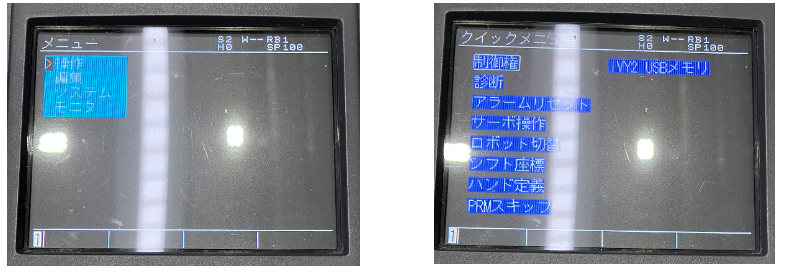 メニュー
S2 W--RB1
H0 SP100
操作
編集
システム
モニタ
1
クイックメニュー
S2 W--RB1
H0 SP100
制御権
iVY2 USBメモリ
診断
アラームリセット
サーボ操作
ロボット切替
シフト座標
ハンド定義
PRMスキップ
1